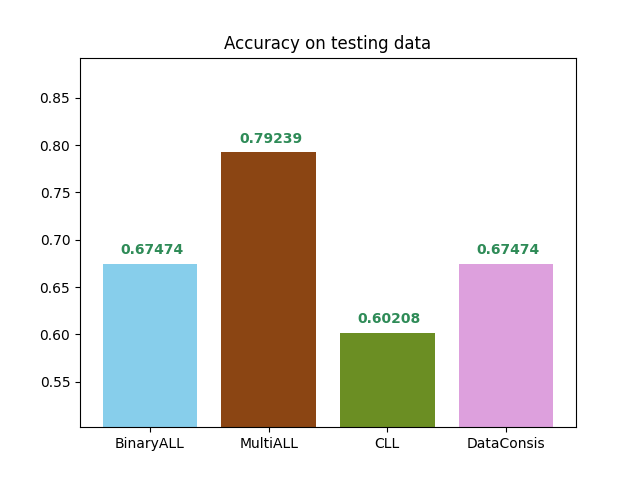 Accuracy on testing data
0.85
0.80
0.75
0.70
0.65
0.60
0.55
0.67474
0.79239
0.60208
0.67474
BinaryALL
MultiALL
CLL
DataConsis